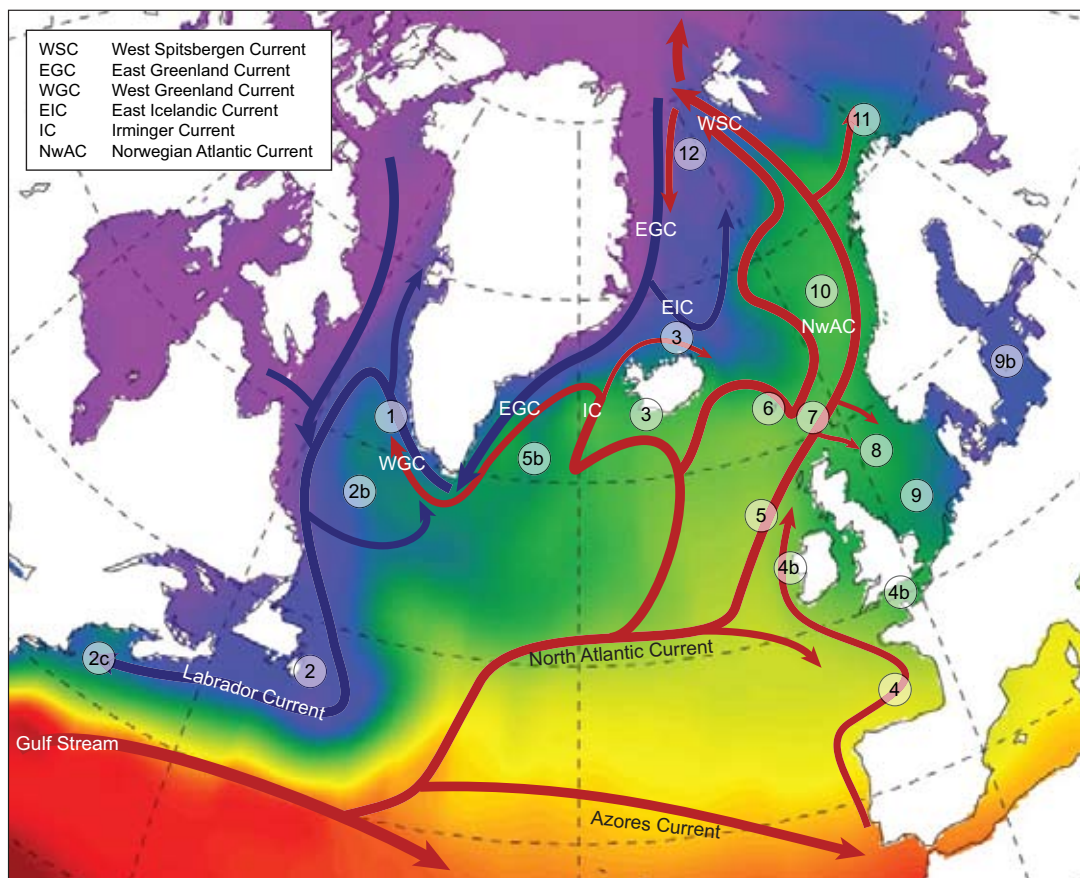 WSC West Spitsbergen Current
EGC East Greenland Current
WGC West Greenland Current
EIC East Icelandic Current
IC Irminger Current
NwAC Norwegian Atlantic Current
11
WSC
12
EGC
10
EIC
NwAC
3
9b
EGC
IC
3
6
7
1
8
WGC
5b
2b
9
5
4b
4b
2c
2
North Atlantic Current
Labrador Current
4
Gulf Stream
Azores Current